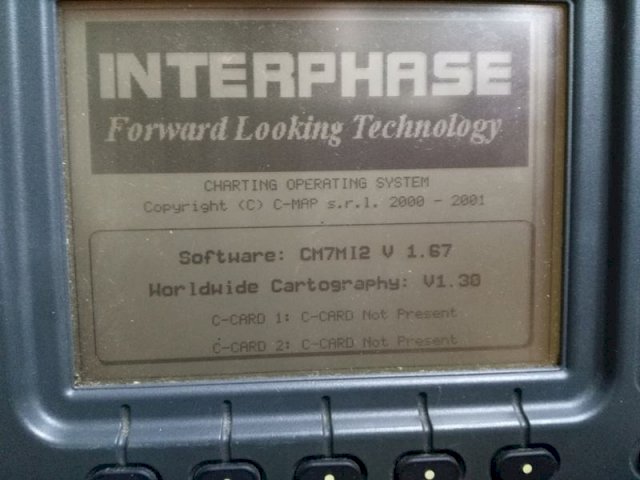 INTERPHASE
Forward Looking Technology
CHARTING OPERATING SYSTEM
Copyright (C) C-MAP s.r.l. 2000 - 2001
Software: CM7MI2 V 1.67
Worldwide Cartography: V1.30
C-CARD 1: C-CARD Not Present
C-CARD 2: C-CARD Not Present